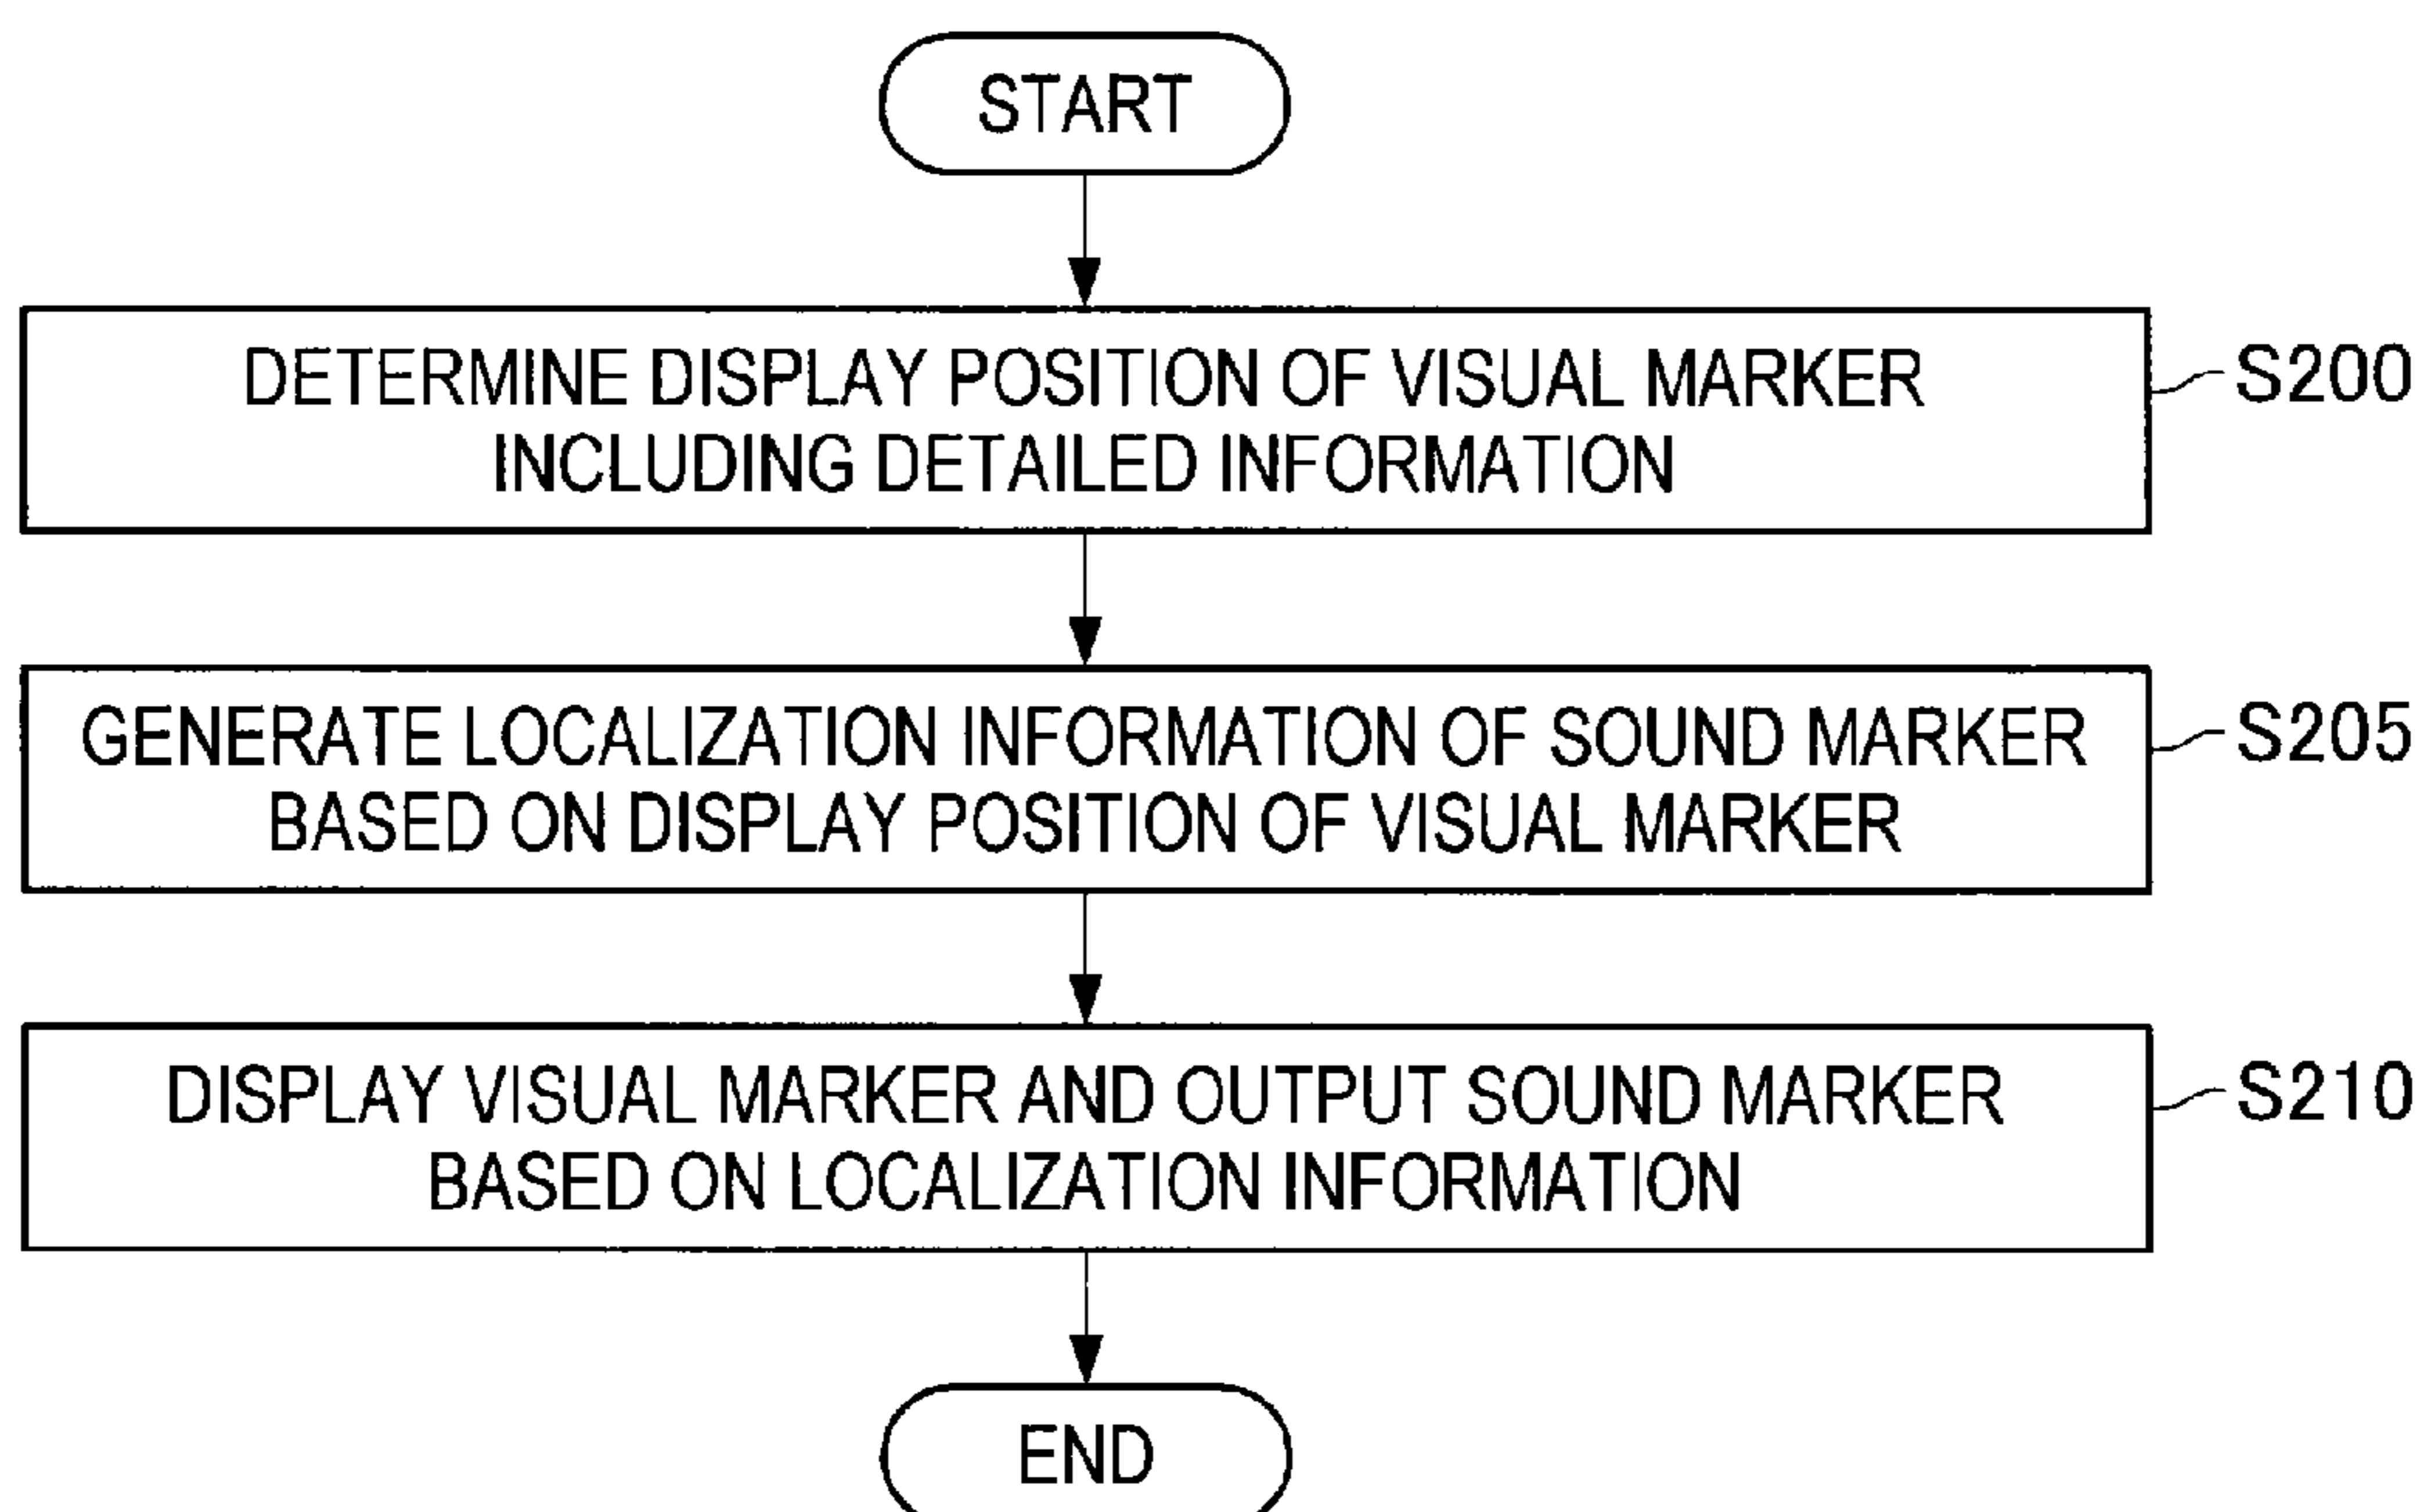 START
DETERMINE DISPLAY POSITION OF VISUAL MARKER
INCLUDING DETAILED INFORMATION
S200
GENERATE LOCALIZATION INFORMATION OF SOUND MARKER
BASED ON DISPLAY POSITION OF VISUAL MARKER
S205
DISPLAY VISUAL MARKER AND OUTPUT SOUND MARKER
BASED ON LOCALIZATION INFORMATION
S210
END